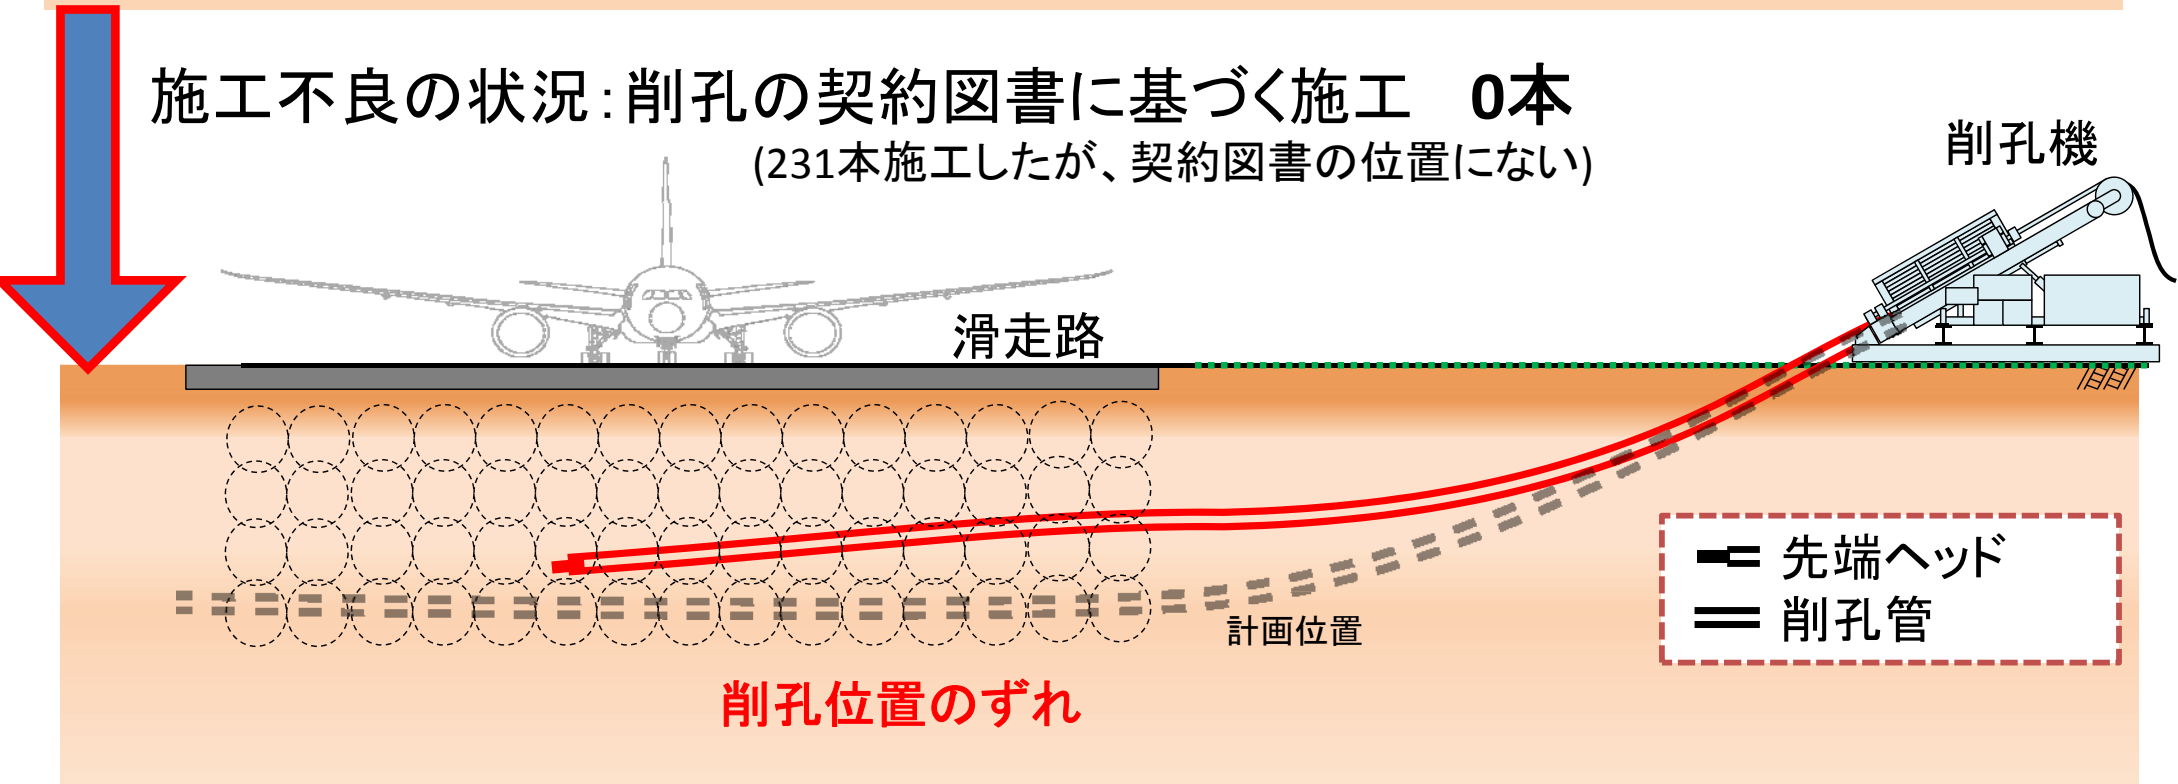 施工不良の状況：削孔の契約図書に基づく施工　0本
(231本施工したが、契約図書の位置にない)
削孔機
滑走路
先端ヘッド
削孔管
計画位置
削孔位置のずれ